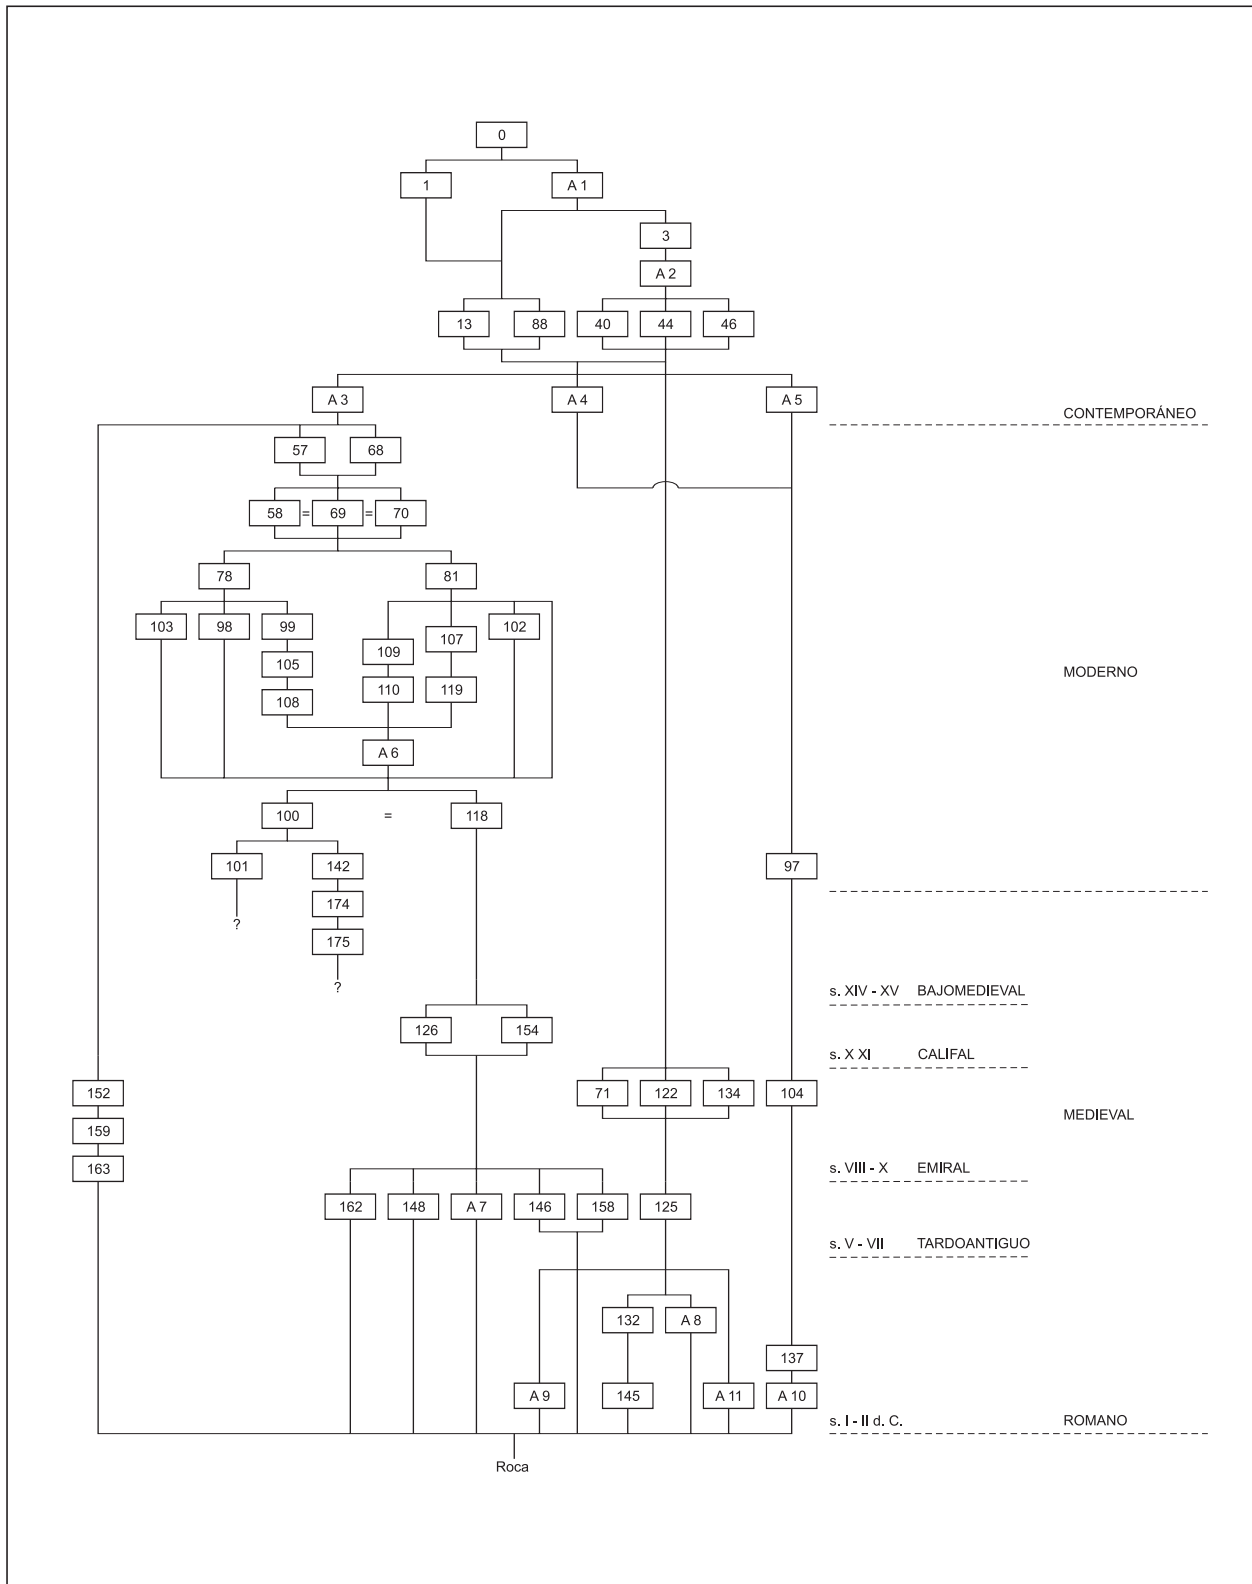 0
1 A 1
3
A 2
13 88 40 44 46
A 3 A 4 A 5
CONTEMPORÁNEO
57 68
58 = 69 = 70
78 81
103 98 99 107 102
109
105
110 119
108
MODERNO
A 6
100 = 118
101 142 97
174
?
175
?
s. XIV - XV BAJOMEDIEVAL
126 154
s. X XI CALIFAL
152 71 122 134 104
MEDIEVAL
159
163
s. VIII - X EMIRAL
162 148 A 7 146 158 125
s. V - VII TARDOANTIGUO
132 A 8
137
A 9 145 A 11 A 10
s. I - II d. C. ROMANO
Roca